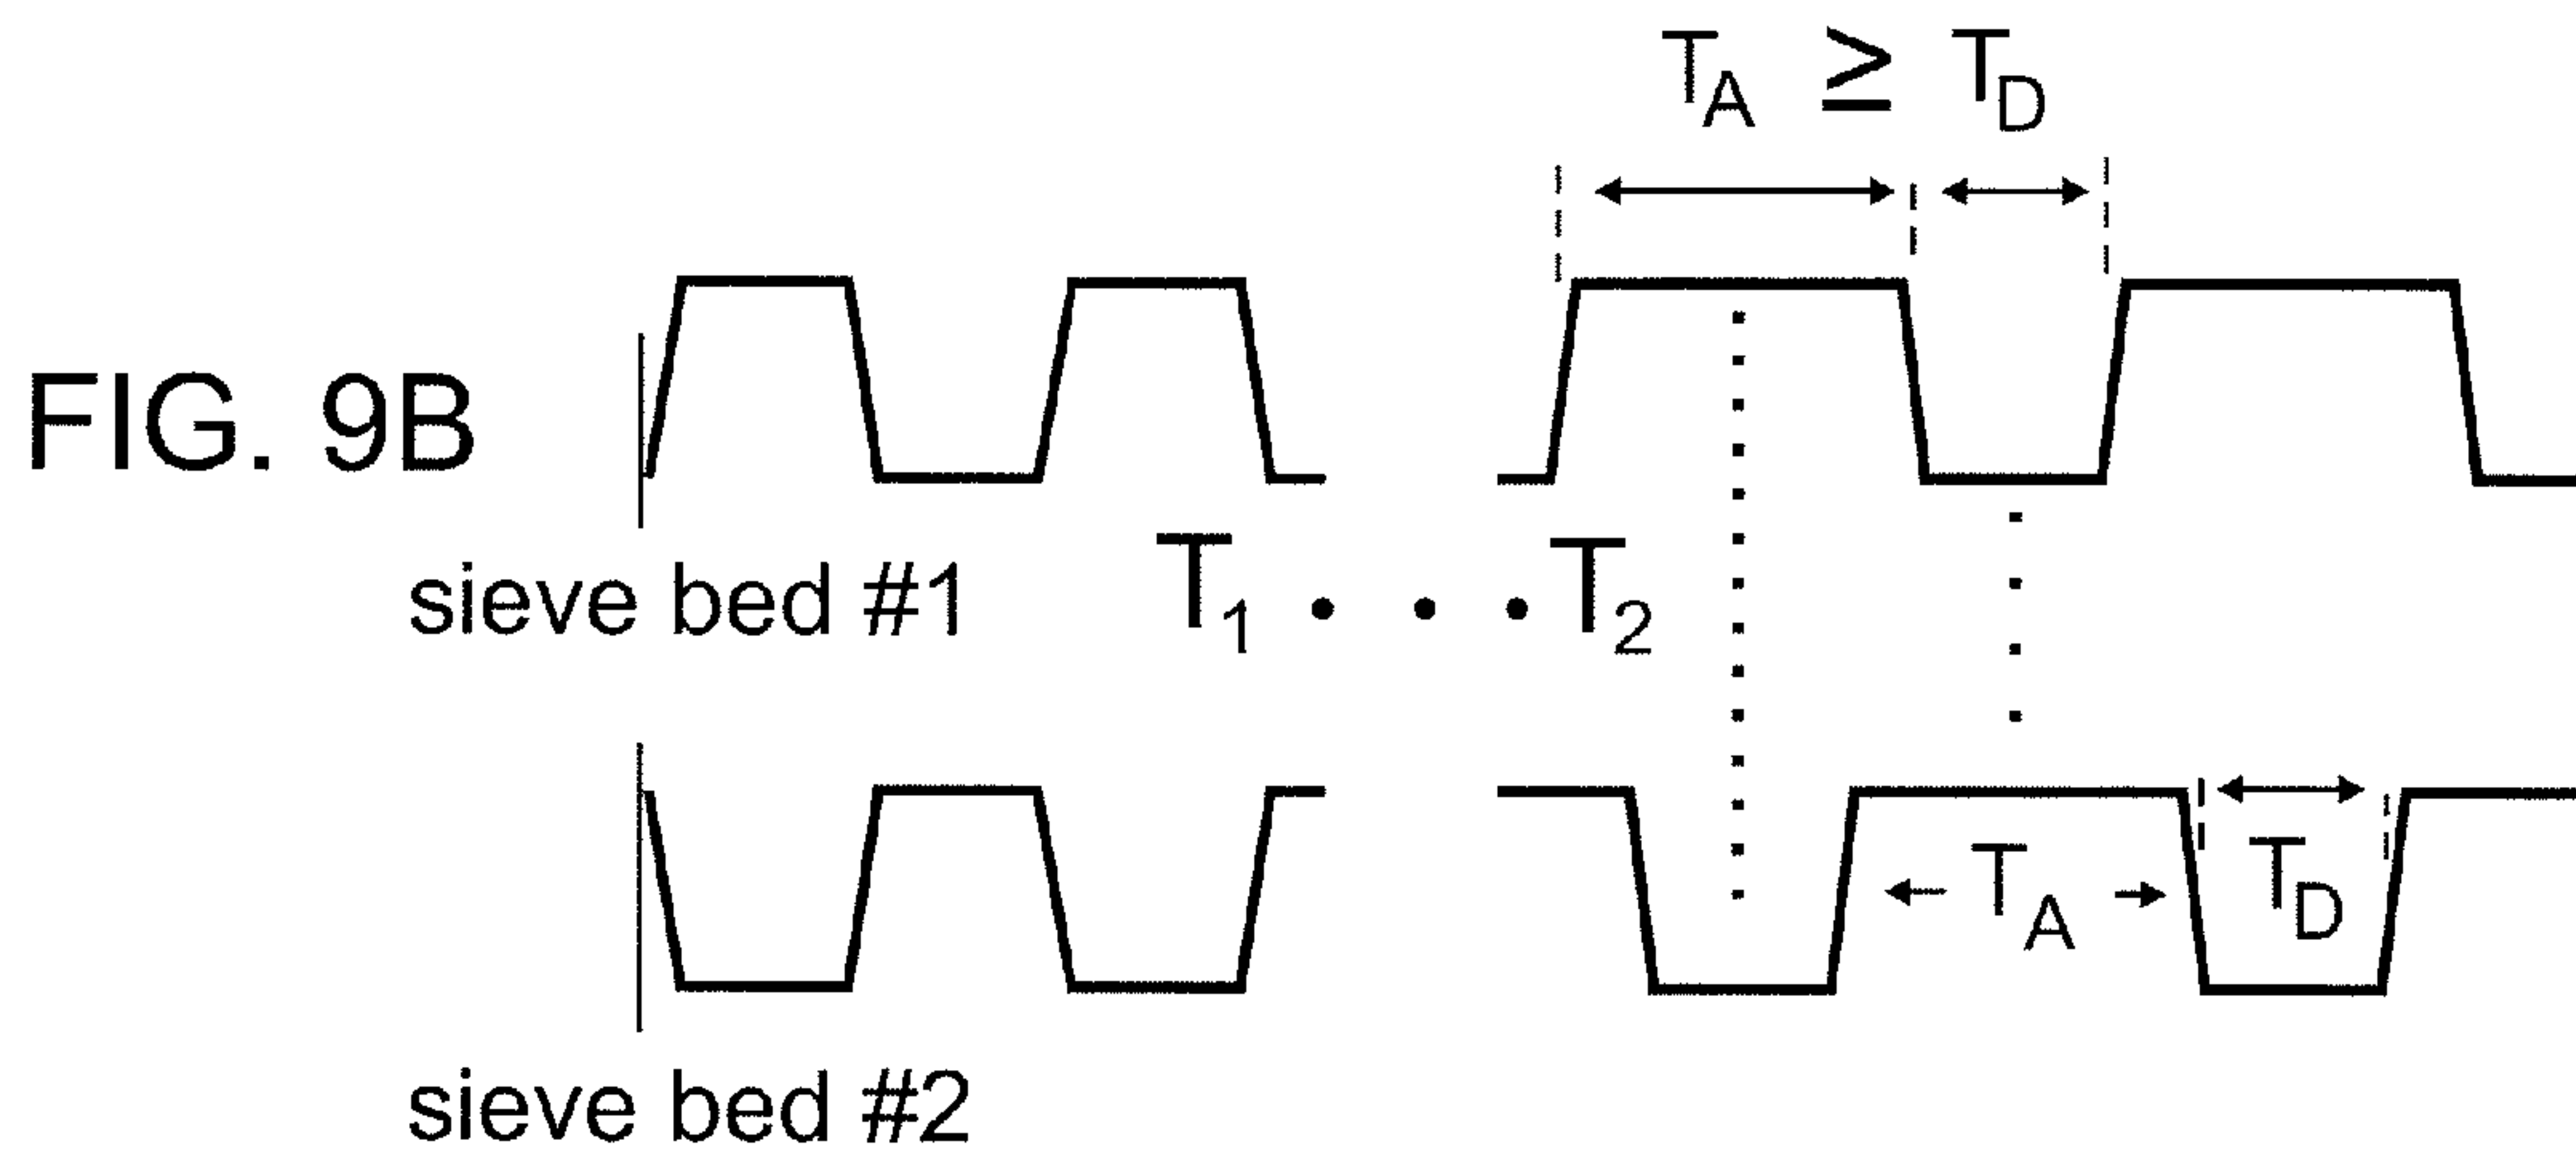 T_A ≥ T_D
FIG. 9B
sieve bed #1
T_1 • • • T_2
T_A
T_D
sieve bed #2